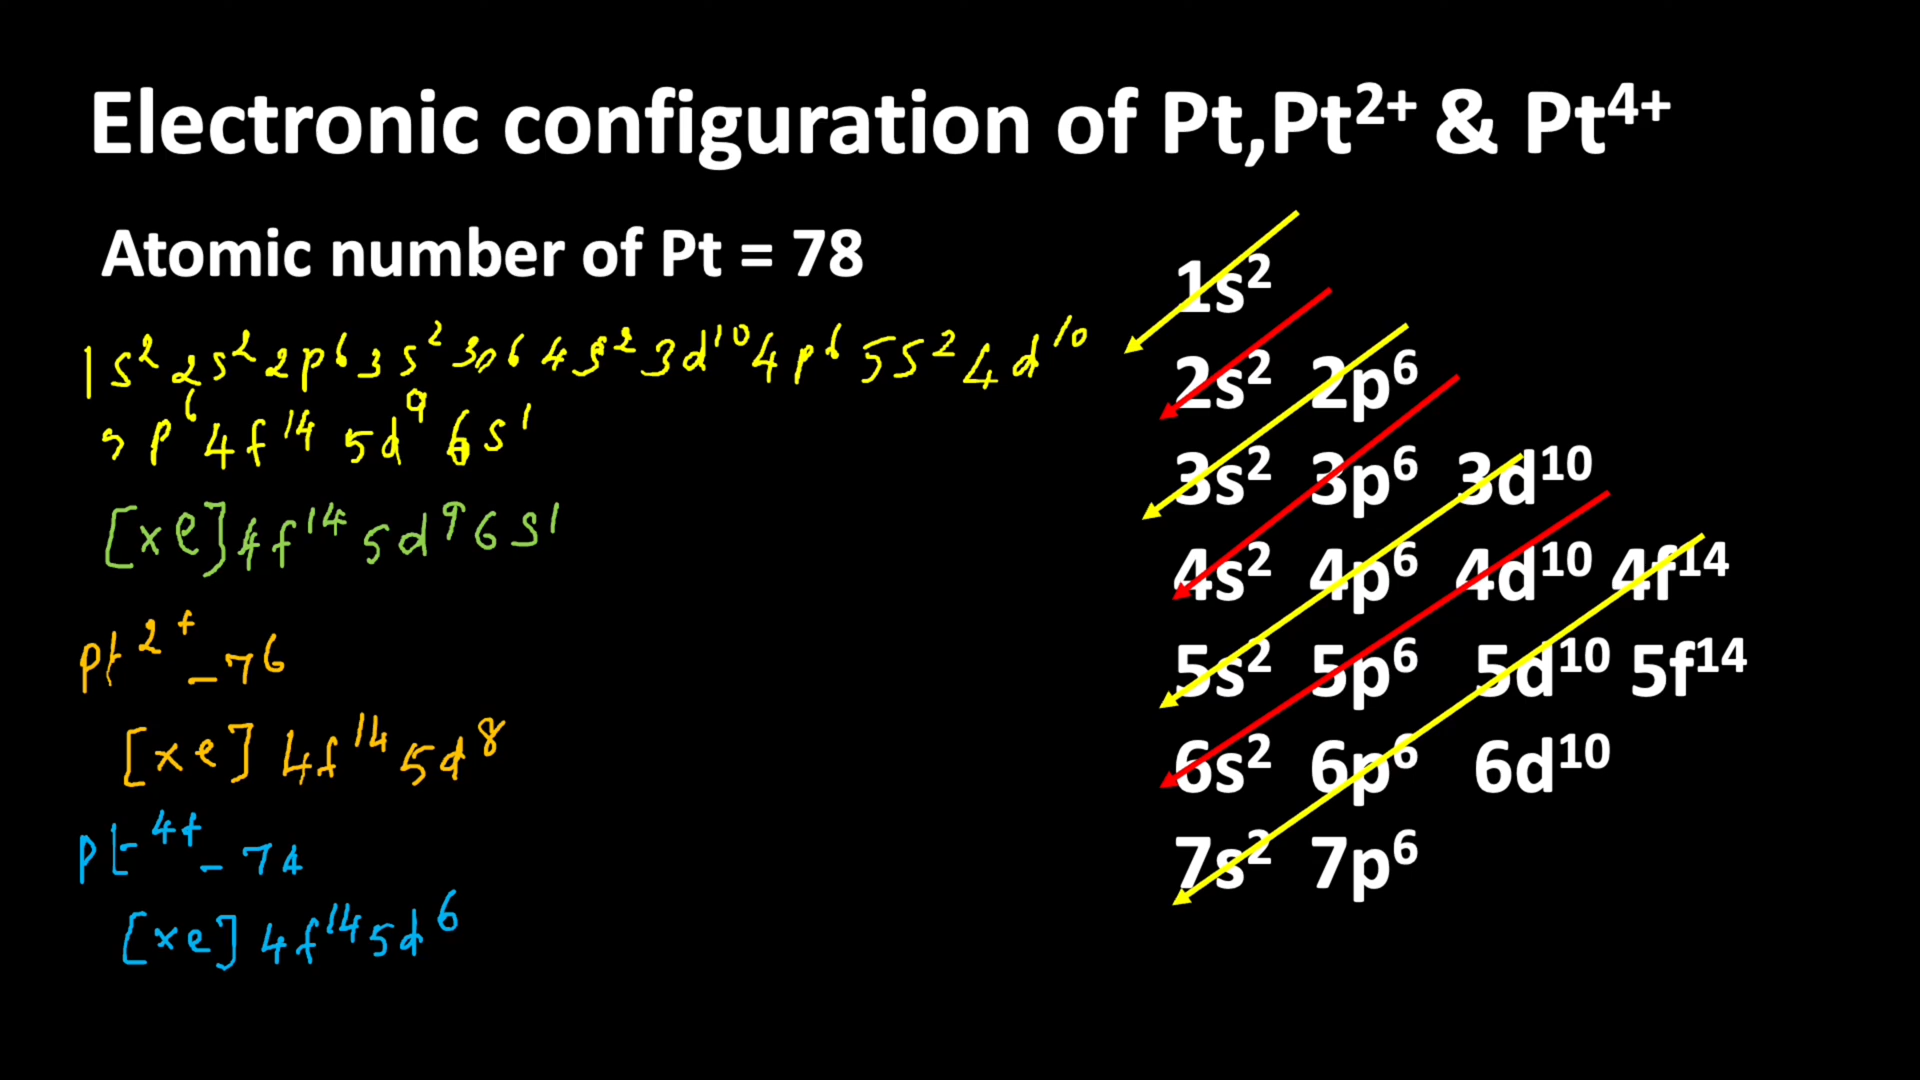 Electronic configuration of Pt,Pt²⁺ & Pt⁴⁺
Atomic number of Pt = 78
1s² 2s² 2p⁶ 3s² 3p⁶ 4s² 3d¹⁰ 4p⁶ 5s² 4d¹⁰
5p⁶ 4f¹⁴ 5d⁹ 6s¹
[xe] 4f¹⁴ 5d⁹ 6s¹
pt²⁺ - 76
[xe] 4f¹⁴ 5d⁸
pt⁴⁺ - 74
[xe] 4f¹⁴ 5d⁶
1s²
2s² 2p⁶
3s² 3p⁶ 3d¹⁰
4s² 4p⁶ 4d¹⁰ 4f¹⁴
5s² 5p⁶ 5d¹⁰ 5f¹⁴
6s² 6p⁶ 6d¹⁰
7s² 7p⁶